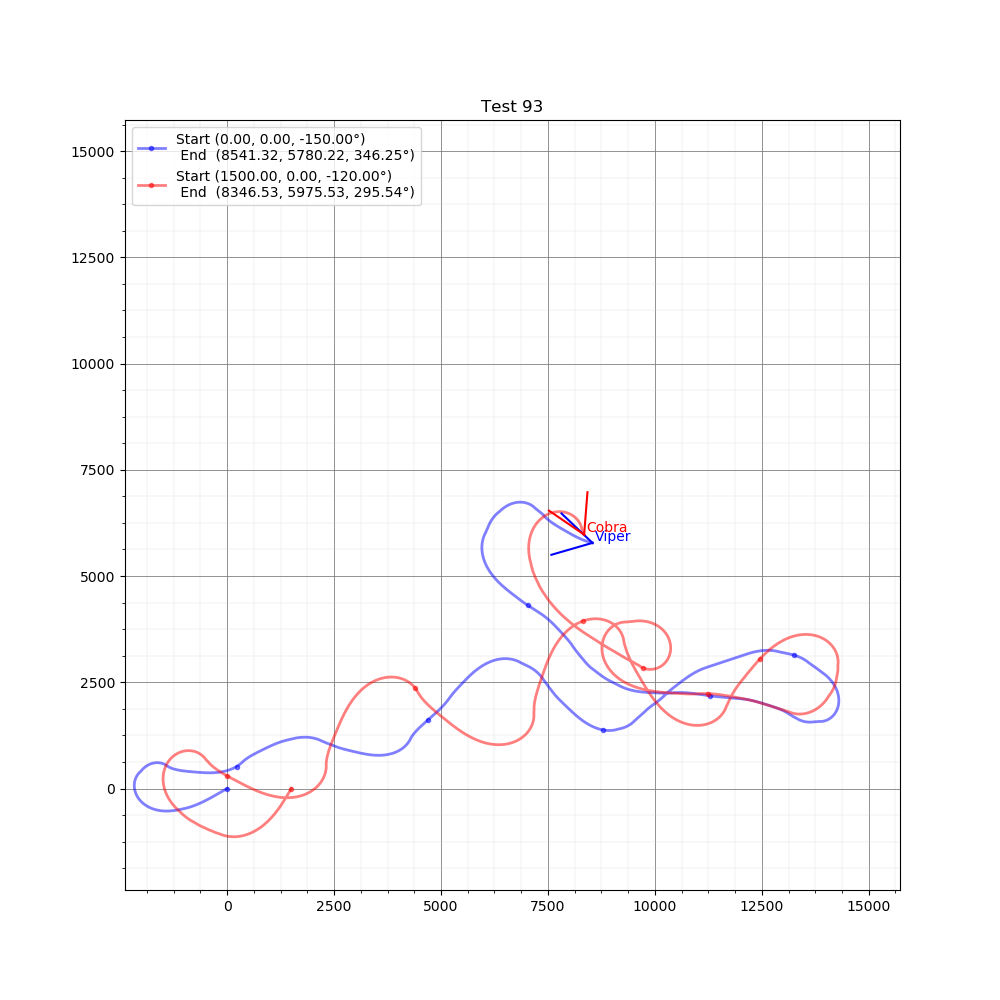 Test 93
Start (0.00, 0.00, -150.00°)
End  (8541.32, 5780.22, 346.25°)
Start (1500.00, 0.00, -120.00°)
End  (8346.53, 5975.53, 295.54°)
15000
12500
10000
7500
5000
2500
0
Cobra
Viper
0
2500
5000
7500
10000
12500
15000